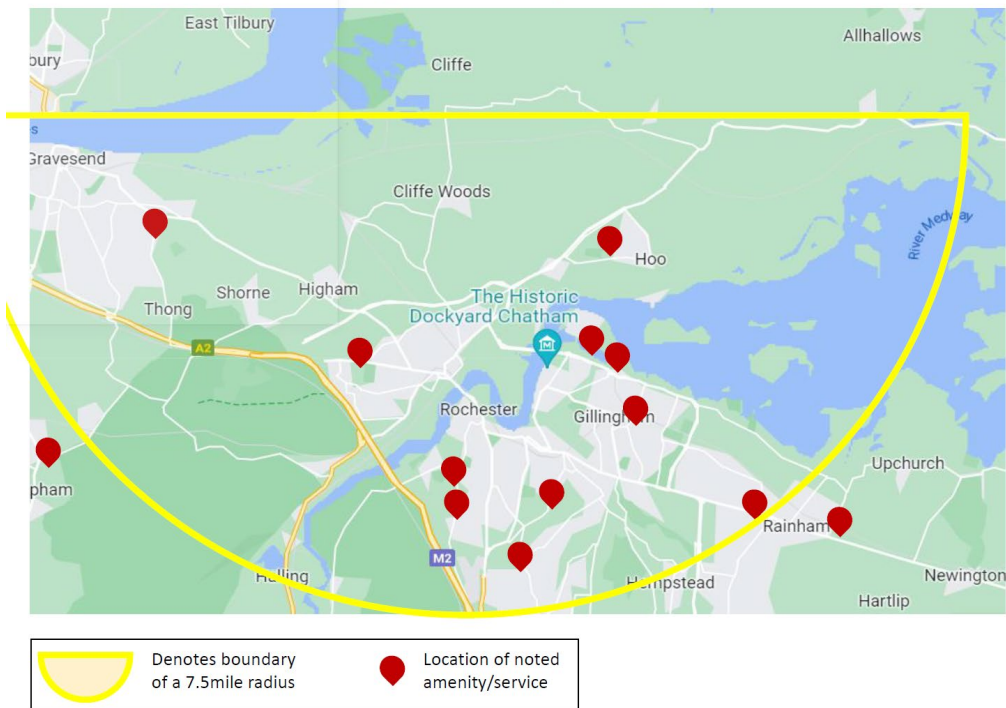 East Tilbury
Allhallows
bury
Cliffe
s
Gravesend
Cliffe Woods
River Medway
Hoo
Shorne
Higham
Thong
The Historic
Dockyard Chatham
A2
Rochester
Gillingham
Upchurch
pham
Rainham
M2
Halling
Hempstead
Newington
Hartlip
Denotes boundary
of a 7.5mile radius
Location of noted
amenity/service